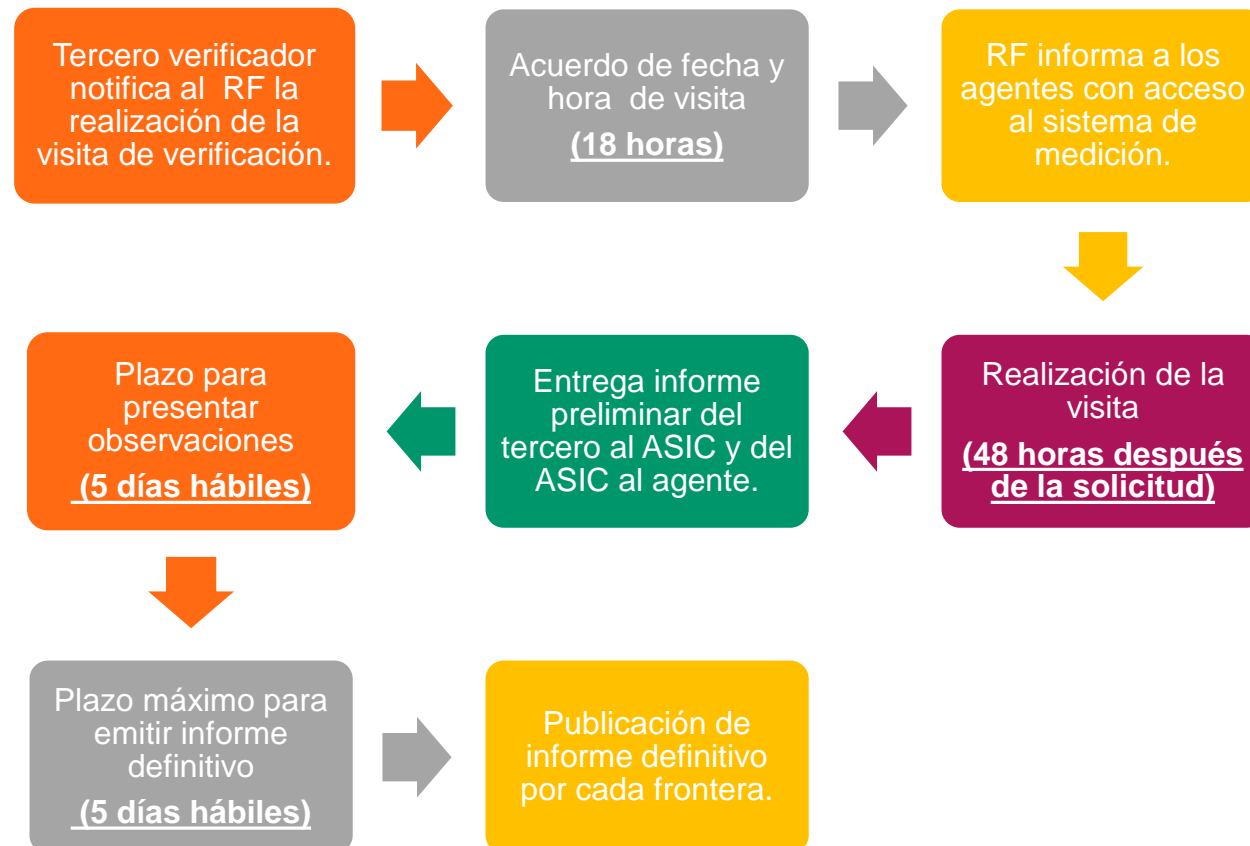 Tercero verificador
notifica al RF la
realización de la
visita de verificación.
Acuerdo de fecha y
hora de visita
(18 horas)
RF informa a los
agentes con acceso
al sistema de
medición.
Realización de la
visita
(48 horas después
de la solicitud)
Entrega informe
preliminar del
tercero al ASIC y del
ASIC al agente.
Plazo para
presentar
observaciones
(5 días hábiles)
Plazo máximo para
emitir informe
definitivo
(5 días hábiles)
Publicación de
informe definitivo
por cada frontera.